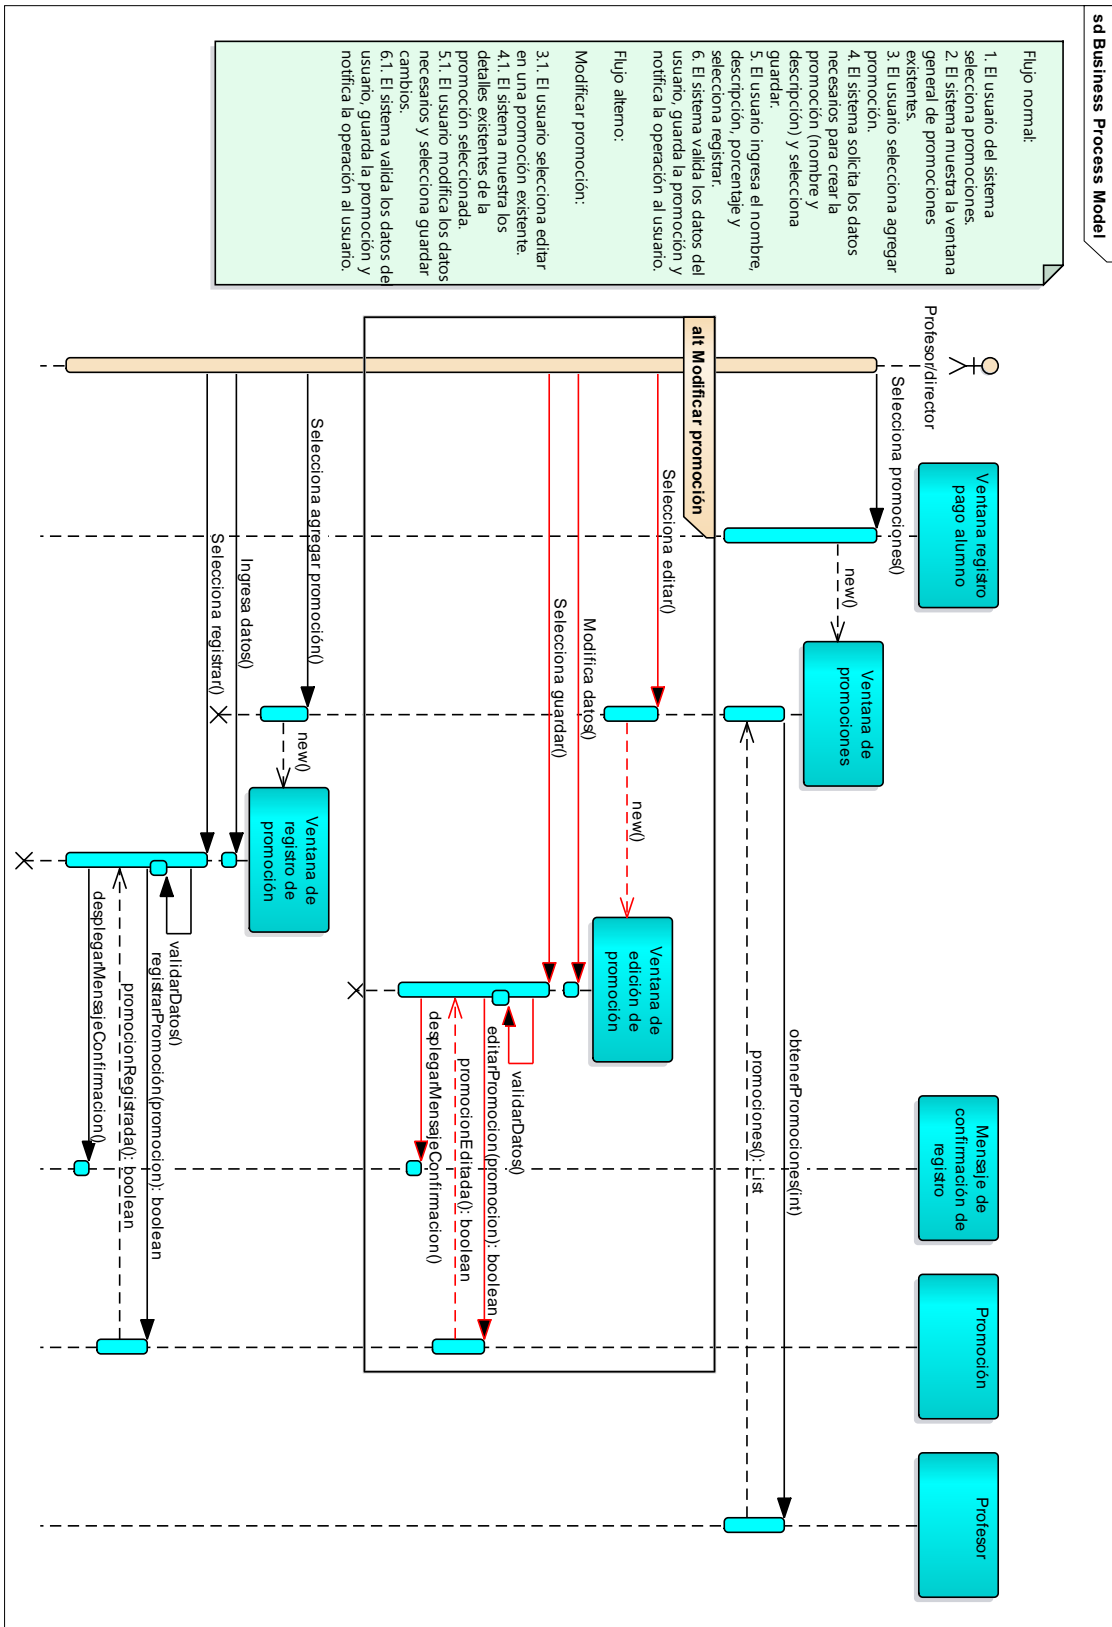 sd Business Process Model
Flujo normal:
1. El usuario del sistema
selecciona promociones.
2. El sistema muestra la ventana
general de promociones
existentes.
3. El usuario selecciona agregar
promoción.
4. El sistema solicita los datos
necesarios para crear la
promoción (nombre y
descripción) y selecciona
guardar.
5. El usuario ingresa el nombre,
descripción, porcentaje y
selecciona registrar.
6. El sistema valida los datos del
usuario, guarda la promoción y
notifica la operación al usuario.
Flujo alterno:
Modificar promoción:
3.1. El usuario selecciona editar
en una promoción existente.
4.1. El sistema muestra los
detalles existentes de la
promoción seleccionada.
5.1. El usuario modifica los datos
necesarios y selecciona guardar
cambios.
6.1. El sistema valida los datos del
usuario, guarda la promoción y
notifica la operación al usuario.
Profesor/director
Ventana registro
pago alumno
Mensaje de
confirmación de
registro
Promoción
Profesor
Selecciona promociones()
new()
Ventana de
promociones
obtenerPromociones(int)
promociones(): List
alt Modificar promoción
Selecciona editar()
new()
Ventana de
edición de
promoción
Modifica datos()
Selecciona guardar()
validarDatos()
editarPromocion(promocion): boolean
promocionEditada(): boolean
desplegarMensajeConfirmacion()
Selecciona agregar promoción()
new()
Ventana de
registro de
promoción
Ingresa datos()
Selecciona registrar()
validarDatos()
registrarPromoción(promocion): boolean
promocionRegistrada(): boolean
desplegarMensajeConfirmacion()